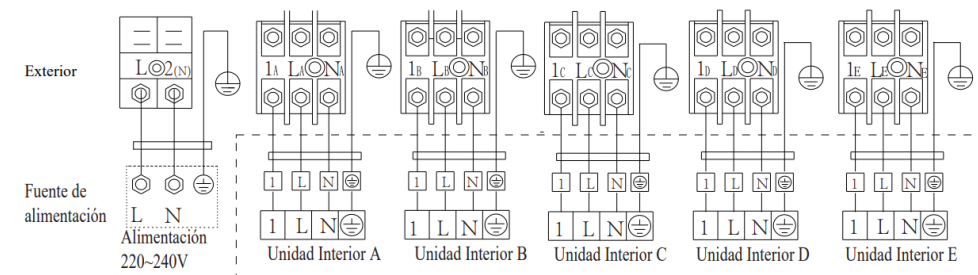 Exterior
L 2(N)
1A LA NA
1B LB NB
1C LC NC
1D LD ND
1E LE NE
1 L N
1 L N
1 L N
1 L N
1 L N
Fuente de
alimentación
L N
Alimentación
220~240V
1 L N
Unidad Interior A
1 L N
Unidad Interior B
1 L N
Unidad Interior C
1 L N
Unidad Interior D
1 L N
Unidad Interior E